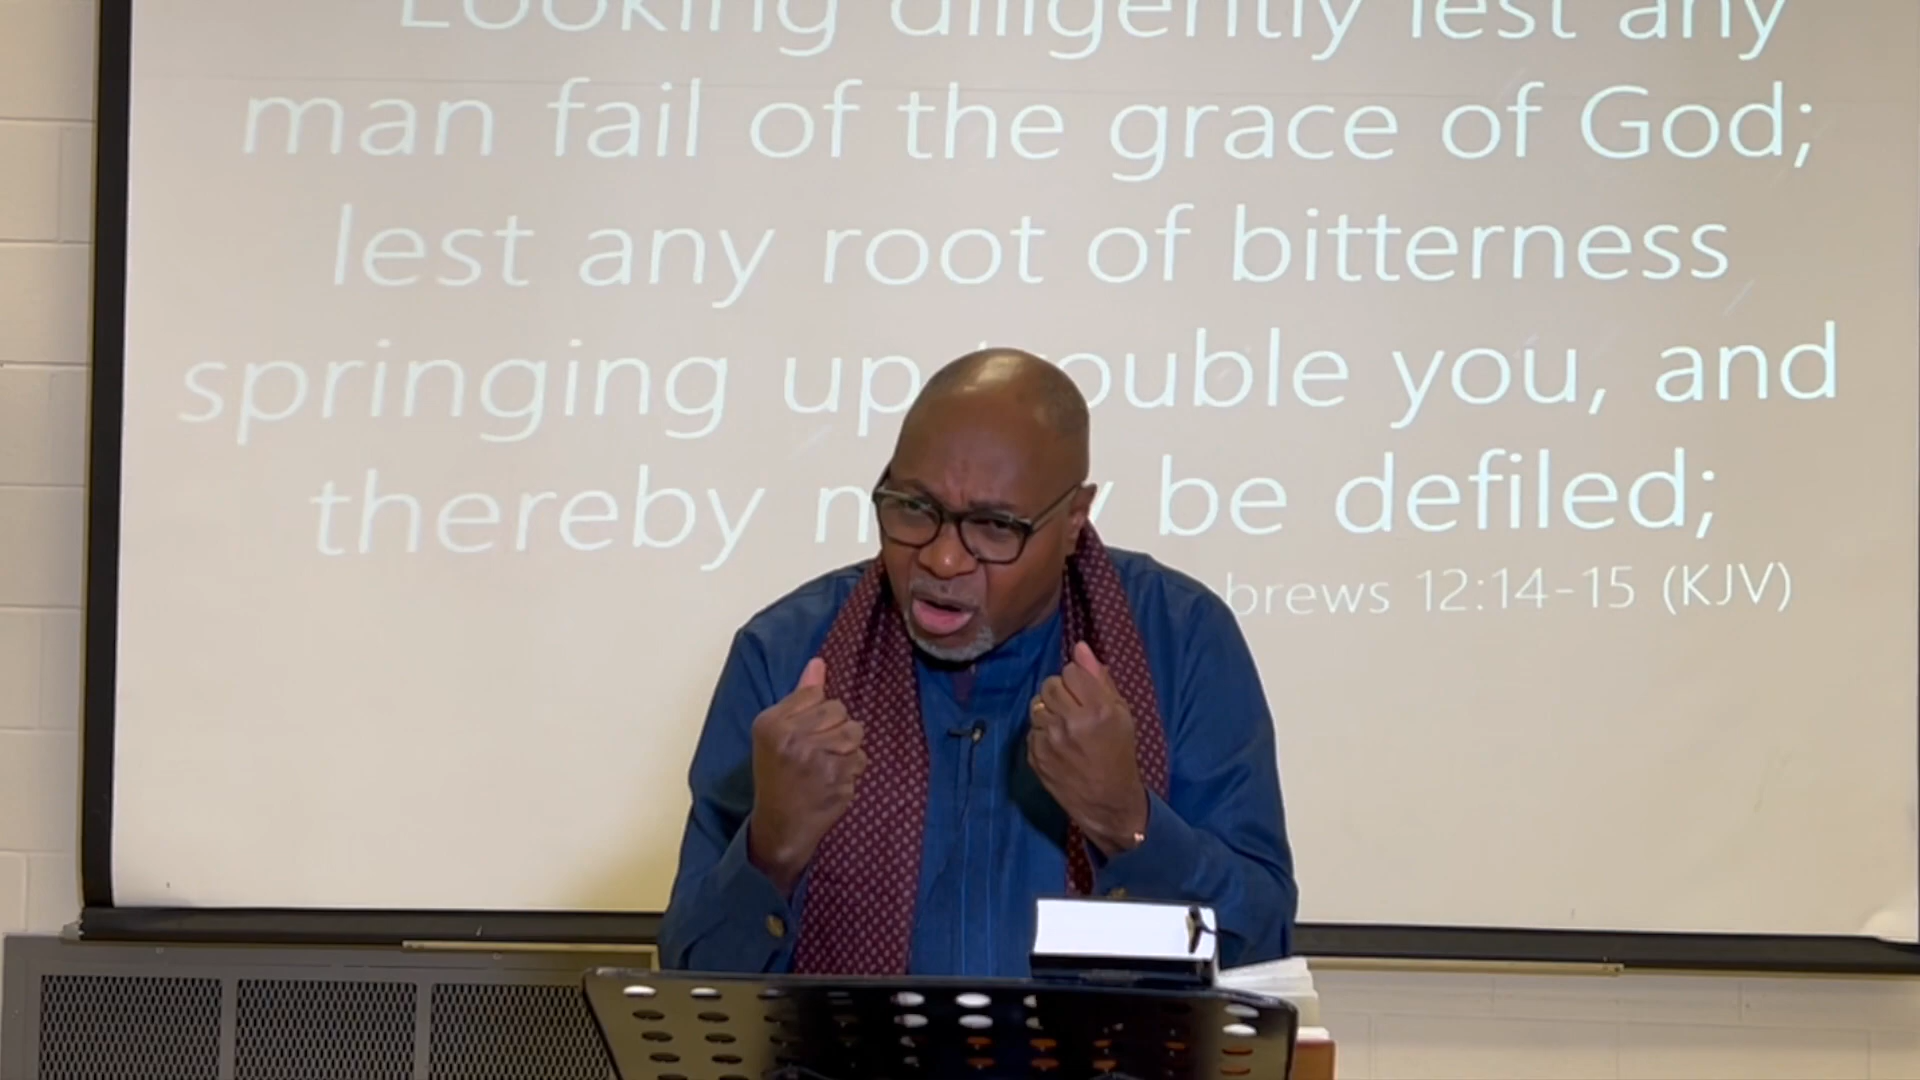 Looking diligently lest any
man fail of the grace of God;
lest any root of bitterness
springing up trouble you, and
thereby be defiled;
12:14-15 (KJV)